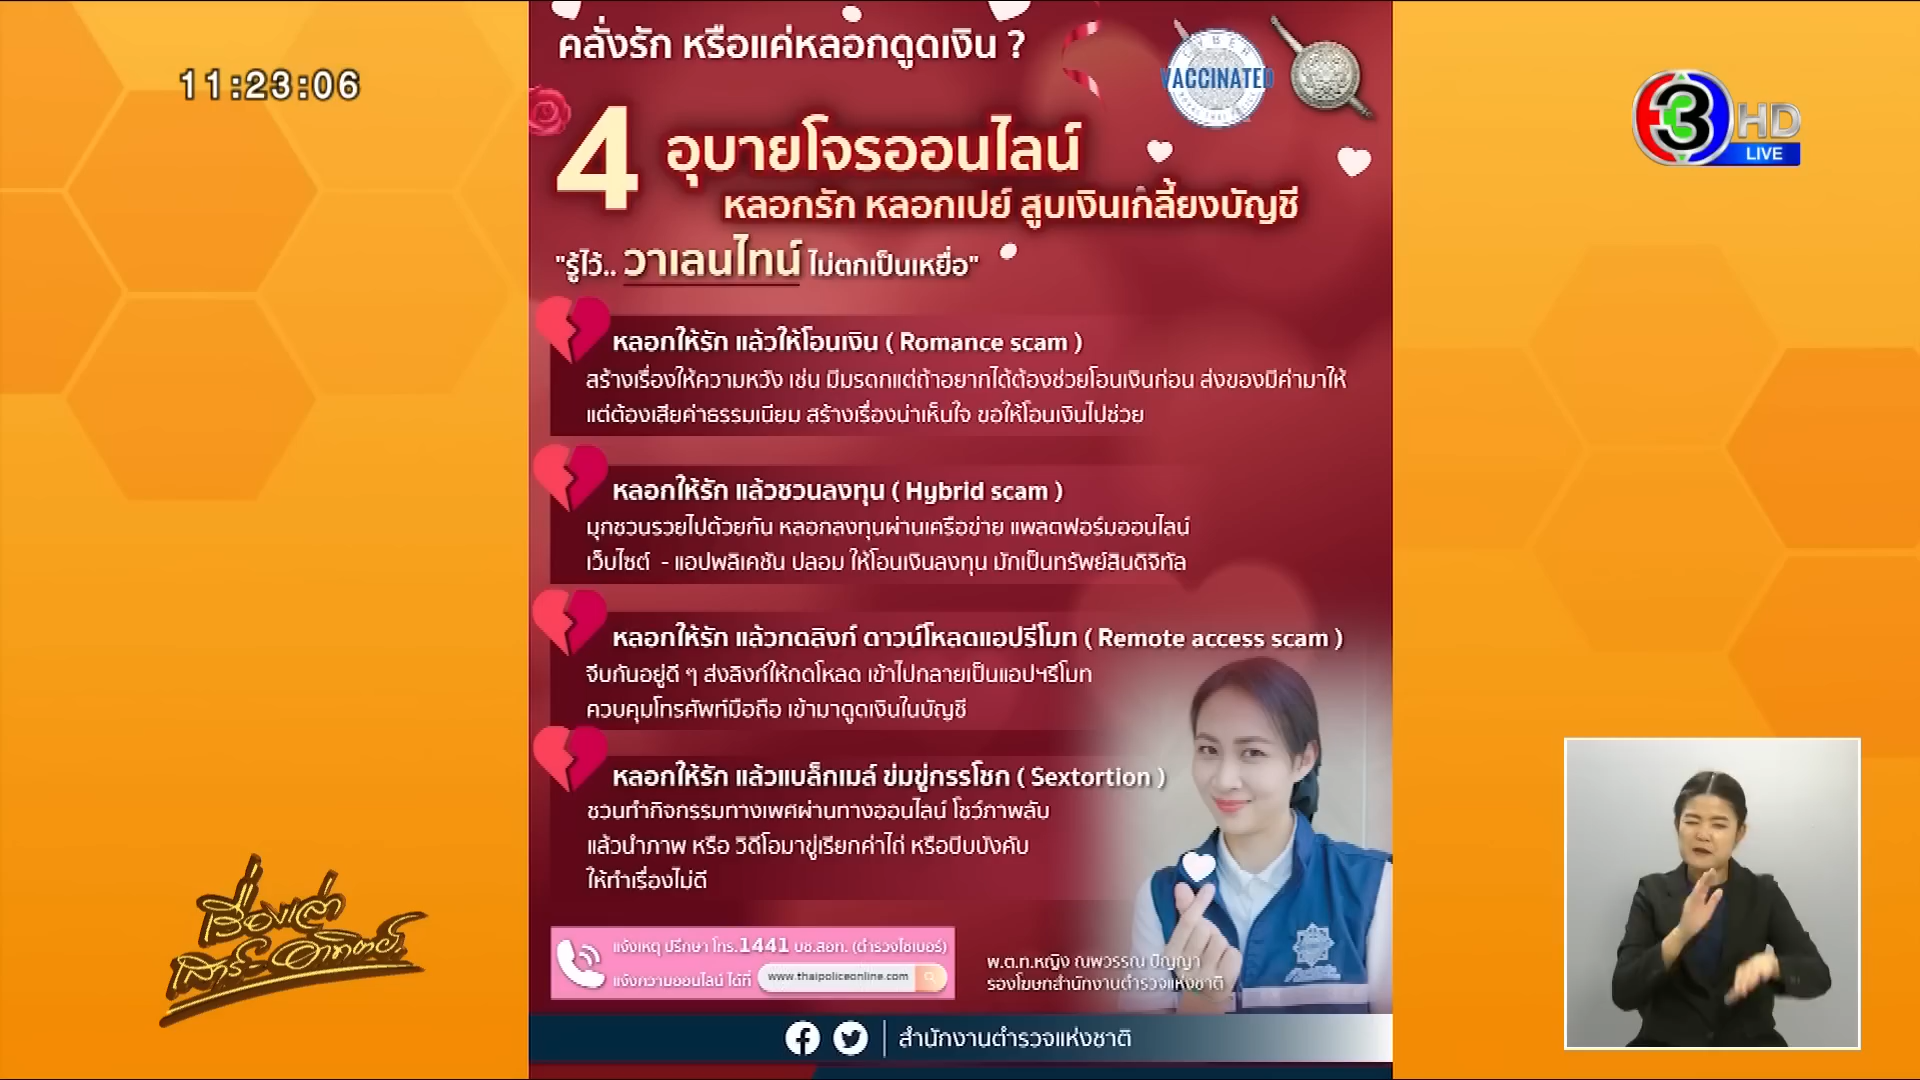 11:23:06
คลั่งรัก หรือแค่หลอกดูดเงิน ?
CYBER
VACCINATED
3 HD
LIVE
4 อุบายโจรออนไลน์
หลอกรัก หลอกเปย์ สูบเงินเกลี้ยงบัญชี
"รู้ไว้.. วาเลนไทน์ ไม่ตกเป็นเหยื่อ"
หลอกให้รัก แล้วให้โอนเงิน ( Romance scam )
สร้างเรื่องให้ความหวัง เช่น มีมรดกแต่ถ้าอยากได้ต้องช่วยโอนเงินก่อน ส่งของมีค่ามาให้
แต่ต้องเสียค่าธรรมเนียม สร้างเรื่องน่าเห็นใจ ขอให้โอนเงินไปช่วย
หลอกให้รัก แล้วชวนลงทุน ( Hybrid scam )
มุกชวนรวยไปด้วยกัน หลอกลงทุนผ่านเครือข่าย แพลตฟอร์มออนไลน์
เว็บไซต์ - แอปพลิเคชัน ปลอม ให้โอนเงินลงทุน มักเป็นทรัพย์สินดิจิทัล
หลอกให้รัก แล้วกดลิงก์ ดาวน์โหลดแอปรีโมท ( Remote access scam )
จีบกันอยู่ดี ๆ ส่งลิงก์ให้กดโหลด เข้าไปกลายเป็นแอปฯรีโมท
ควบคุมโทรศัพท์มือถือ เข้ามาดูดเงินในบัญชี
หลอกให้รัก แล้วแบล็กเมล์ ข่มขู่กรรโชก ( Sextortion )
ชวนทำกิจกรรมทางเพศผ่านทางออนไลน์ โชว์ภาพลับ
แล้วนำภาพ หรือ วิดีโอมาขู่เรียกค่าไถ่ หรือบีบบังคับ
ให้ทำเรื่องไม่ดี
แจ้งเหตุ ปรึกษา โทร.1441 บช.สอท. (ตำรวจไซเบอร์)
แจ้งความออนไลน์ ได้ที่ www.thaipoliceonline.com
พ.ต.ท.หญิง ณพวรรณ ปัญญา
รองโฆษกสำนักงานตำรวจแห่งชาติ
สำนักงานตำรวจแห่งชาติ
เรื่องเล่า
เสาร์-อาทิตย์